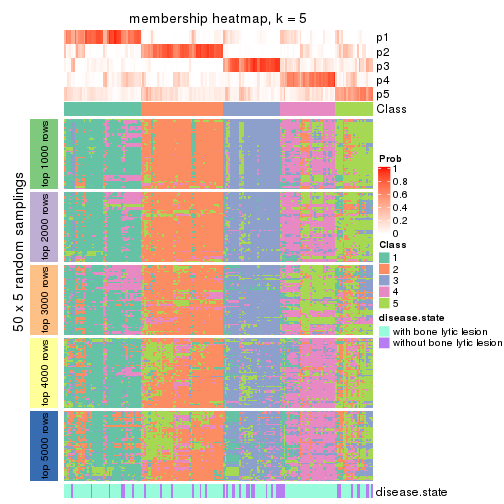 membership heatmap, k = 5
p1
p2
p3
p4
p5
Class
50 x 5 random samplings
top 1000 rows
top 2000 rows
top 3000 rows
top 4000 rows
top 5000 rows
disease.state
Prob
1
0.8
0.6
0.4
0.2
0
Class
1
2
3
4
5
disease.state
with bone lytic lesion
without bone lytic lesion